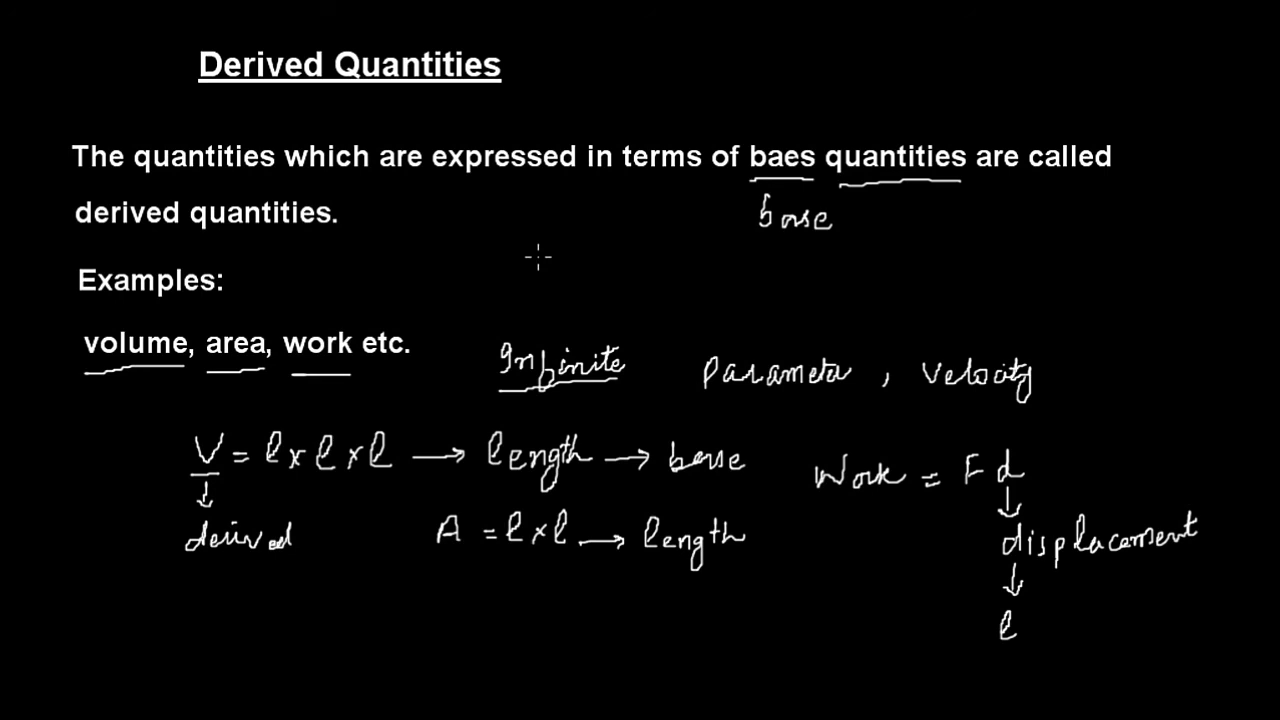 Derived Quantities
The quantities which are expressed in terms of baes quantities are called
base
derived quantities.
Examples:
volume, area, work etc.
Infinite
Parameter , velocity
V = l x l x l → length → base
↓
derived
A = l x l → length
Work = F d
↓
displacement
↓
l